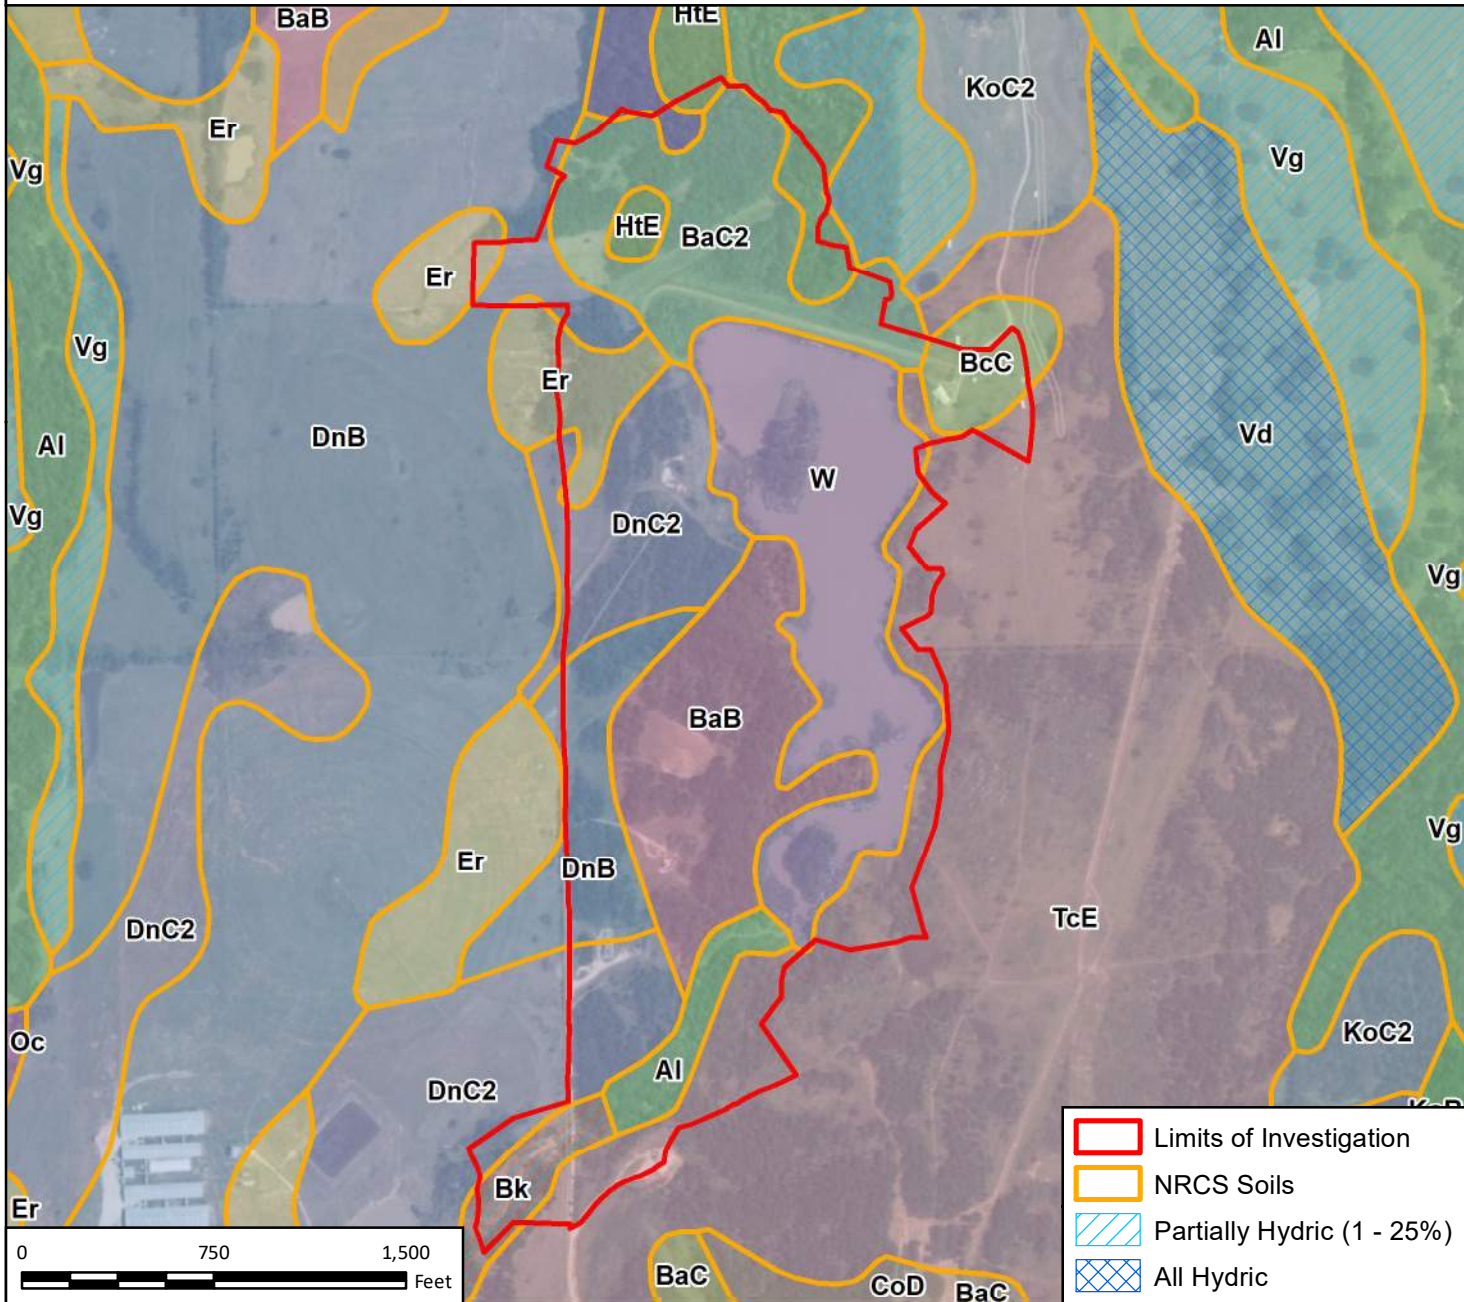 BaB
HtE
Al
KoC2
Er
Vg
Vg
HtE
BaC2
Er
Vg
BcC
Er
DnB
Al
Vd
W
Vg
DnC2
Vg
BaB
Vg
Er
DnB
TcE
DnC2
Oc
KoC2
Al
DnC2
Bk
Er
BaC
CoD
BaC
0 750 1,500
Feet
Limits of Investigation
NRCS Soils
Partially Hydric (1 - 25%)
All Hydric